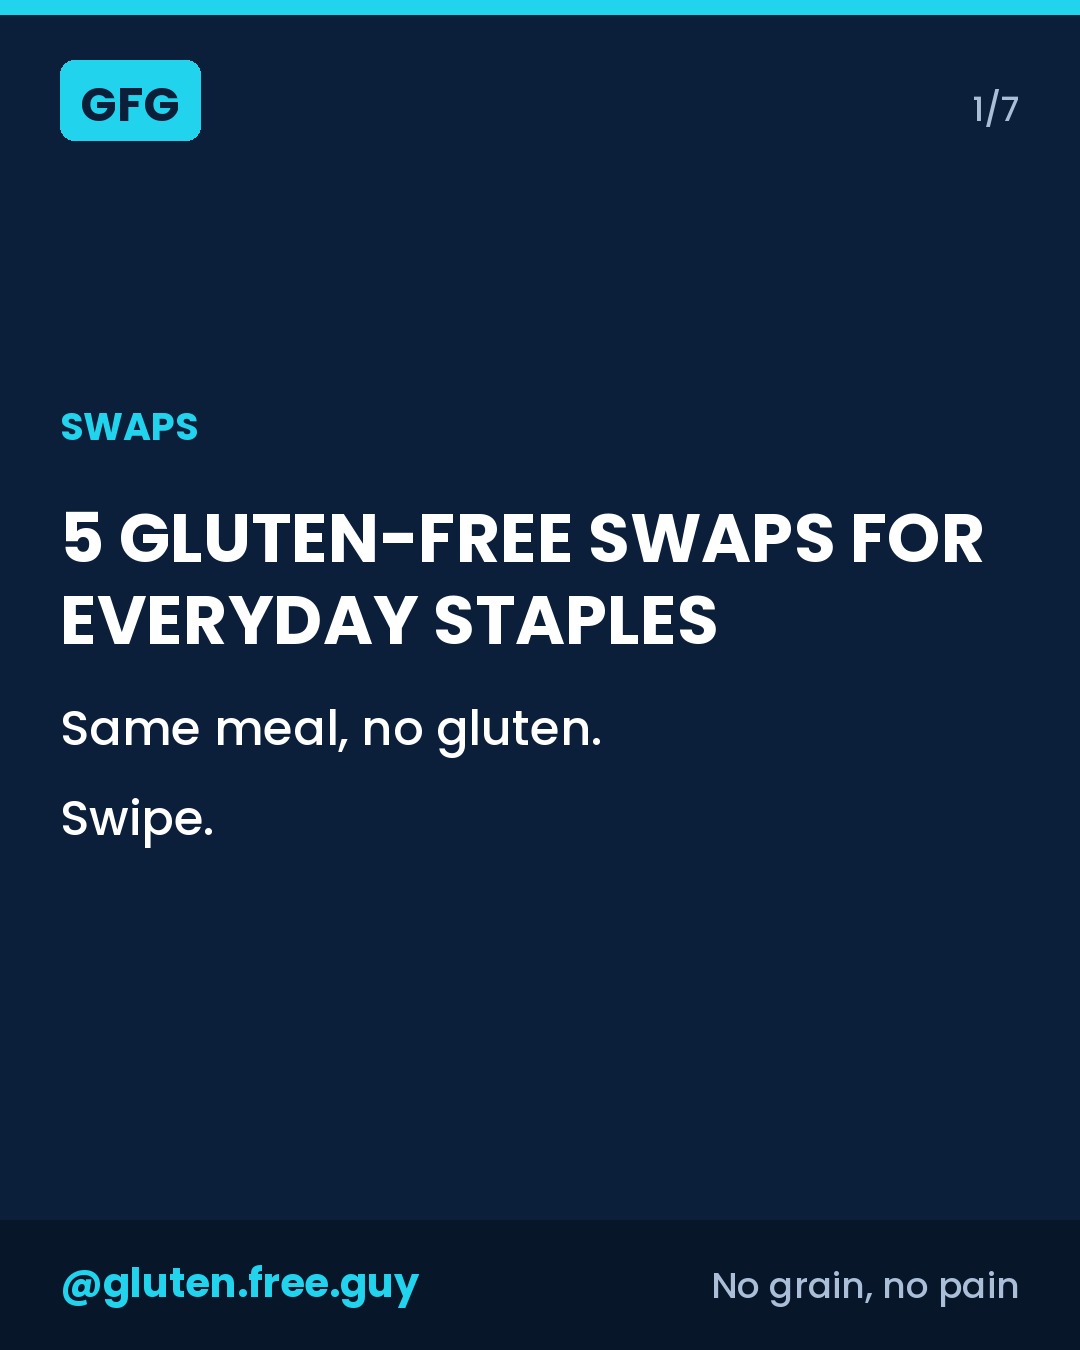 GFG
1/7
SWAPS
5 GLUTEN-FREE SWAPS FOR
EVERYDAY STAPLES
Same meal, no gluten.
Swipe.
@gluten.free.guy
No grain, no pain